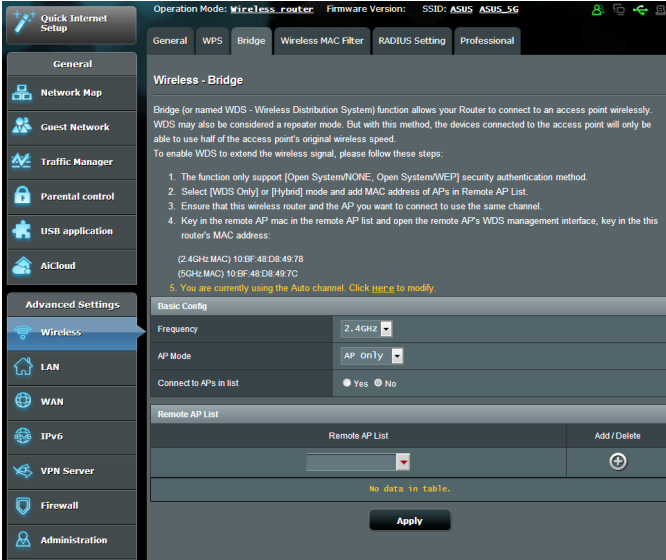 Operation Mode: Wireless router Firmware Version: SSID: ASUS ASUS_5G
Quick Internet
Setup
General WPS Bridge Wireless MAC Filter RADIUS Setting Professional
General
Network Map
Guest Network
Traffic Manager
Parental control
USB application
AiCloud
Advanced Settings
Wireless
LAN
WAN
IPv6
VPN Server
Firewall
Administration
Wireless - Bridge
Bridge (or named WDS - Wireless Distribution System) function allows your Router to connect to an access point wirelessly.
WDS may also be considered a repeater mode. But with this method, the devices connected to the access point will only be
able to use half of the access point's original wireless speed.
To enable WDS to extend the wireless signal, please follow these steps:
1. The function only support [Open System/NONE, Open System/WEP] security authentication method.
2. Select [WDS Only] or [Hybrid] mode and add MAC address of APs in Remote AP List.
3. Ensure that this wireless router and the AP you want to connect to use the same channel.
4. Key in the remote AP mac in the remote AP list and open the remote AP's WDS management interface, key in the this
router's MAC address:
(2.4GHz MAC) 10:BF:48:D8:49:78
(5GHz MAC) 10:BF:48:D8:49:7C
5. You are currently using the Auto channel. Click Here to modify.
Basic Config
Frequency 2.4GHz
AP Mode AP Only
Connect to APs in list Yes No
Remote AP List
Remote AP List Add / Delete
No data in table.
Apply